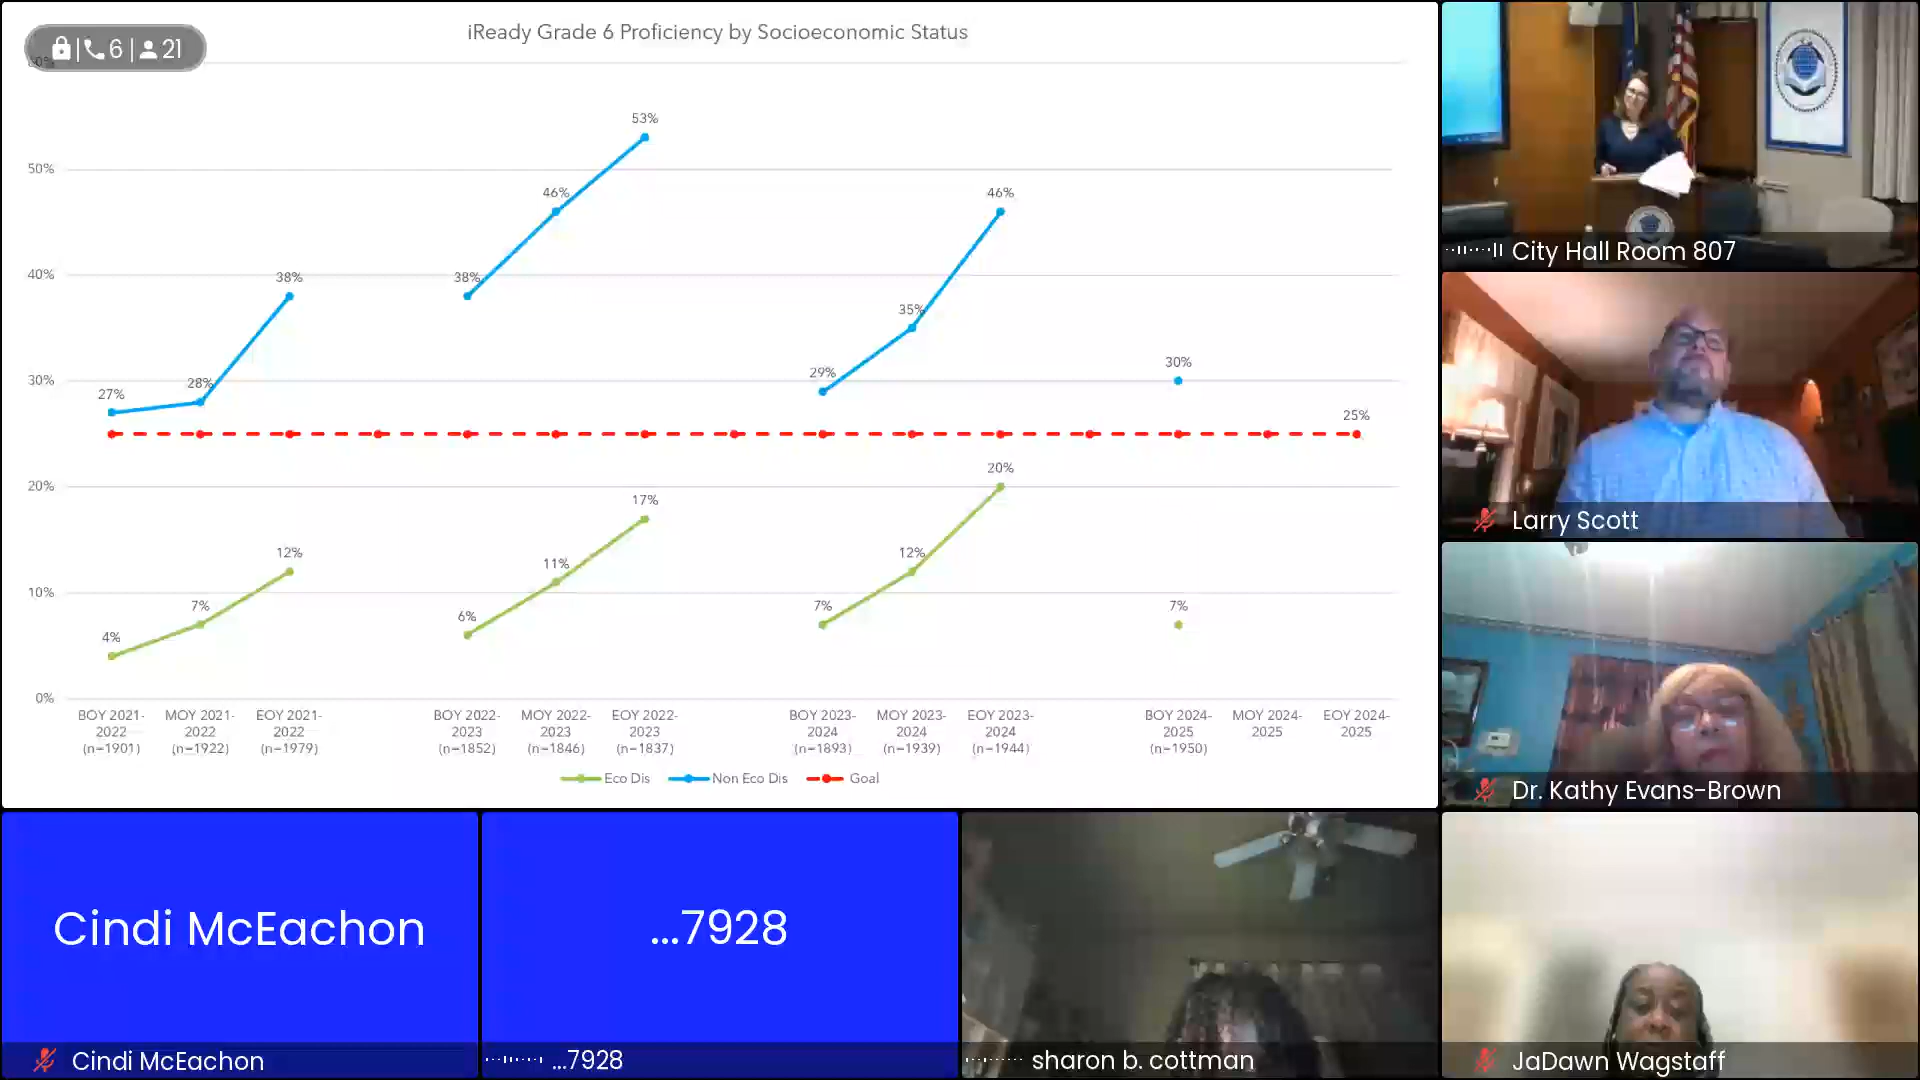 iReady Grade 6 Proficiency by Socioeconomic Status
6
21
60%
50%
40%
30%
20%
10%
0%
53%
46%
38%
38%
27%
28%
46%
35%
29%
30%
25%
20%
17%
12%
11%
12%
4%
7%
6%
7%
7%
BOY 2021-2022 (n=1901)
MOY 2021-2022 (n=1922)
EOY 2021-2022 (n=1979)
BOY 2022-2023 (n=1852)
MOY 2022-2023 (n=1846)
EOY 2022-2023 (n=1837)
BOY 2023-2024 (n=1893)
MOY 2023-2024 (n=1939)
EOY 2023-2024 (n=1944)
BOY 2024-2025 (n=1950)
MOY 2024-2025
EOY 2024-2025
Eco Dis
Non Eco Dis
Goal
City Hall Room 807
Larry Scott
Dr. Kathy Evans-Brown
Cindi McEachon
Cindi McEachon
...7928
...7928
sharon b. cottman
JaDawn Wagstaff